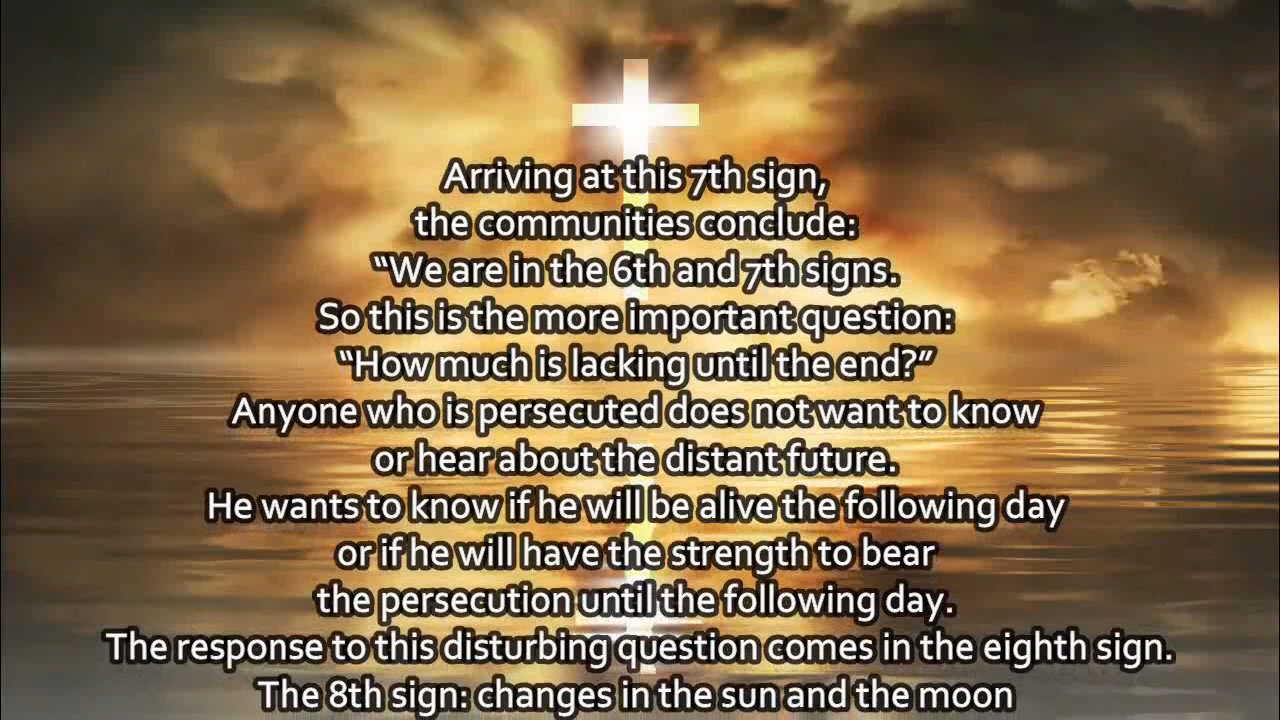 Arriving at this 7th sign,
the communities conclude:
“We are in the 6th and 7th signs.
So this is the more important question:
“How much is lacking until the end?”
Anyone who is persecuted does not want to know
or hear about the distant future.
He wants to know if he will be alive the following day
or if he will have the strength to bear
the persecution until the following day.
The response to this disturbing question comes in the eighth sign.
The 8th sign: changes in the sun and the moon